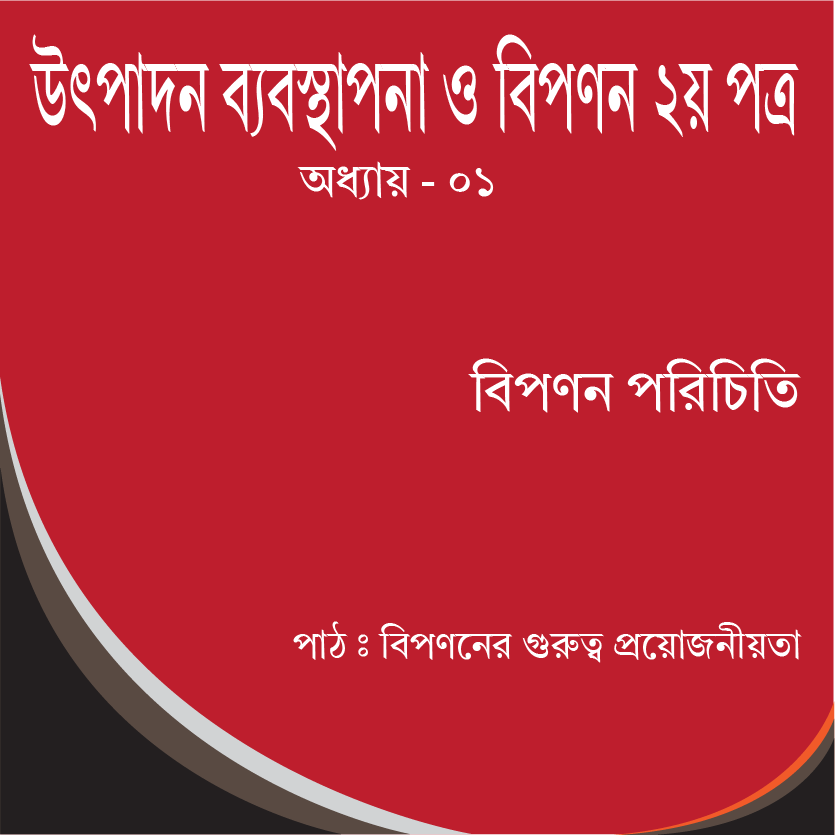 উৎপাদন ব্যবস্থাপনা ও বিপণন ২য় পত্র
অধ্যায় - ০১
বিপণন পরিচিতি
পাঠ ঃ বিপণনের গুরুত্ব প্রয়োজনীয়তা